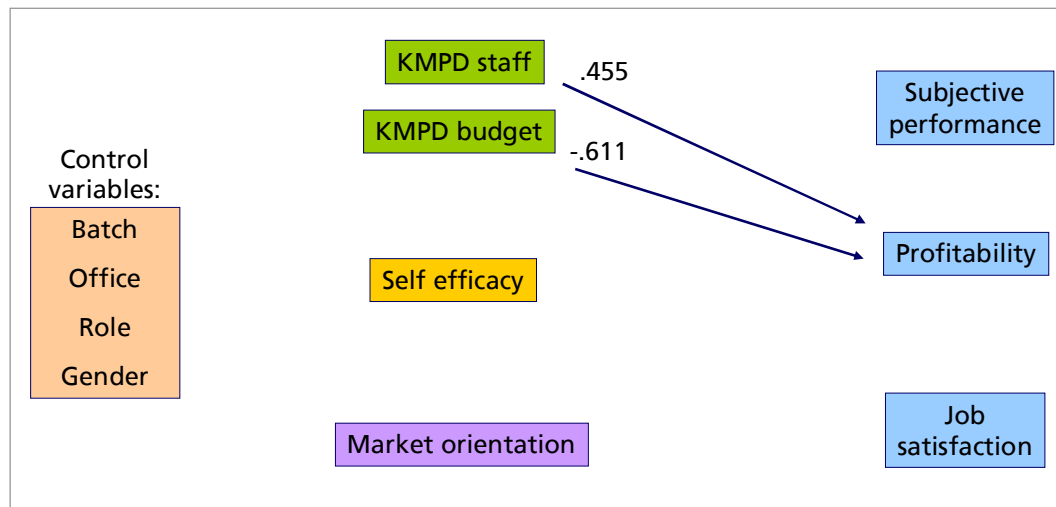 KMPD staff
.455
KMPD budget
-.611
Subjective
performance
Control
variables:
Batch
Office
Role
Gender
Self efficacy
Profitability
Market orientation
Job
satisfaction